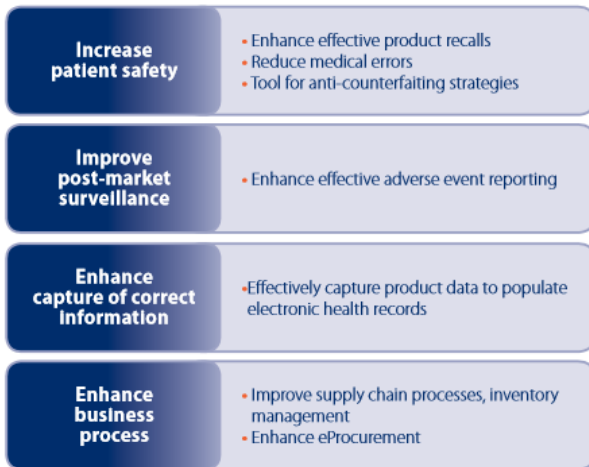 Increase
patient safety
• Enhance effective product recalls
• Reduce medical errors
• Tool for anti-counterfaiting strategies
Improve
post-market
surveillance
• Enhance effective adverse event reporting
Enhance
capture of correct
information
•Effectively capture product data to populate
electronic health records
Enhance
business
process
• Improve supply chain processes, inventory
management
• Enhance eProcurement